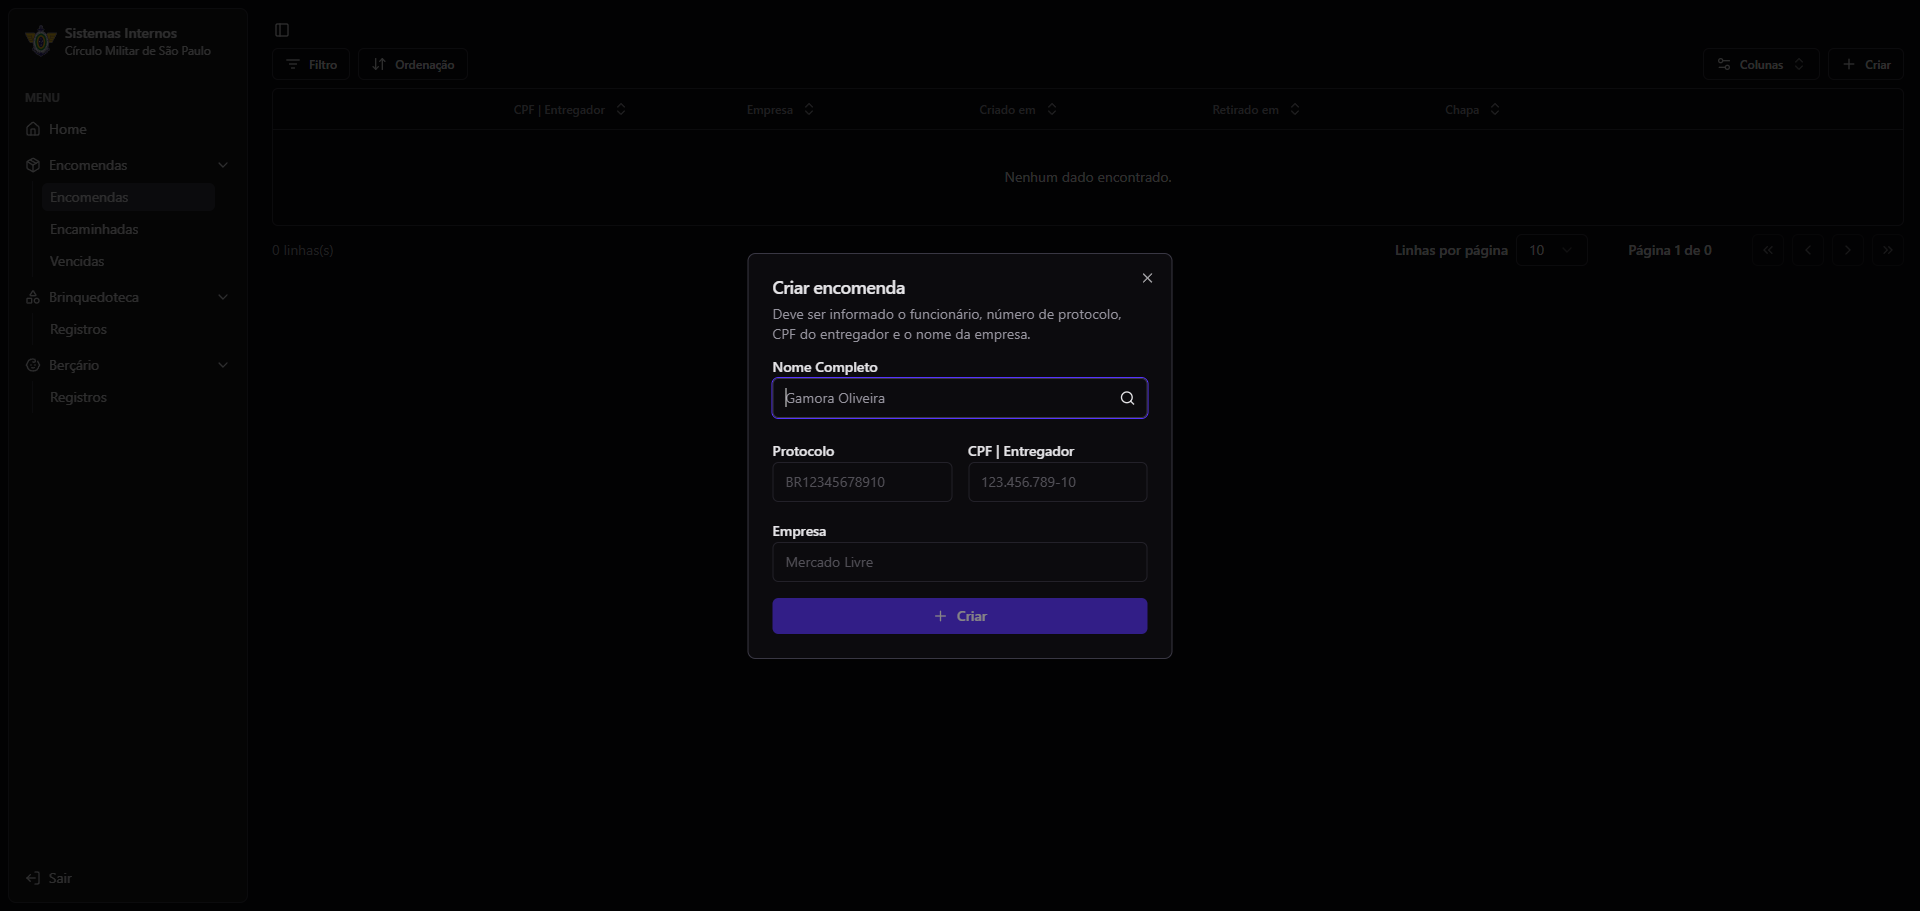 Sistemas Internos
Círculo Militar de São Paulo
MENU
Home
Encomendas
Encomendas
Encaminhadas
Vencidas
Brinquedoteca
Registros
Berçário
Registros
Sair
Filtro
Ordenação
Colunas
Criar
CPF | Entregador
Empresa
Criado em
Retirado em
Chapa
Nenhum dado encontrado.
0 linhas(s)
Linhas por página
10
Página 1 de 0
Criar encomenda
Deve ser informado o funcionário, número de protocolo,
CPF do entregador e o nome da empresa.
Nome Completo
Gamora Oliveira
Protocolo
CPF | Entregador
BR12345678910
123.456.789-10
Empresa
Mercado Livre
Criar